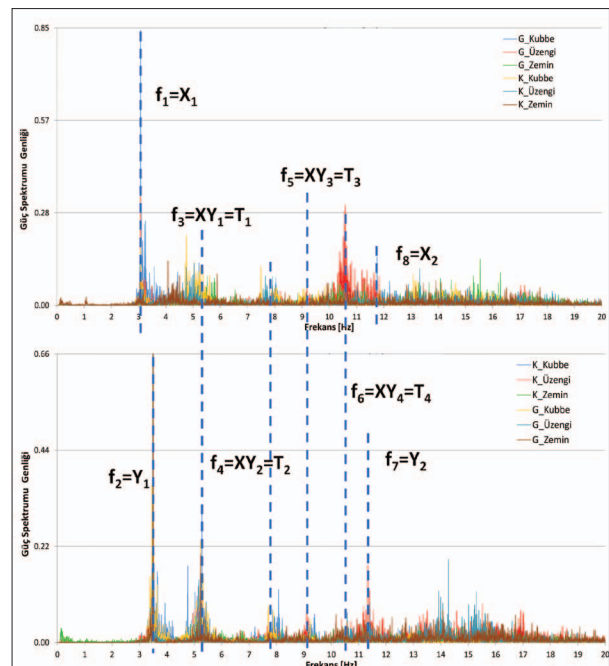 0.85
0.57
0.28
0.00
Güç Spektrumu Genliği
G_Kubbe
G_Üzengi
G_Zemin
K_Kubbe
K_Üzengi
K_Zemin
f1=X1
f3=XY1=T1
f5=XY3=T3
f8=X2
0 1 2 3 4 5 6 7 8 9 10 11 12 13 14 15 16 17 18 19 20
Frekans [Hz]
0.66
0.44
0.22
0.00
Güç Spektrumu Genliği
K_Kubbe
K_Üzengi
K_Zemin
G_Kubbe
G_Üzengi
G_Zemin
f6=XY4=T4
f2=Y1
f4=XY2=T2
f7=Y2
0 1 2 3 4 5 6 7 8 9 10 11 12 13 14 15 16 17 18 19 20
Frekans [Hz]